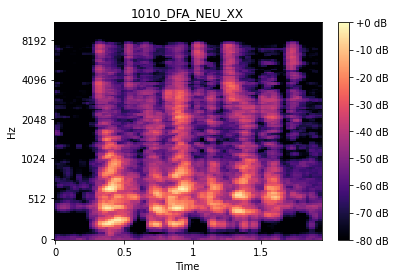 1010_DFA_NEU_XX
8192
4096
2048
1024
512
0
Hz
0
0.5
1
1.5
Time
+0 dB
-10 dB
-20 dB
-30 dB
-40 dB
-50 dB
-60 dB
-70 dB
-80 dB